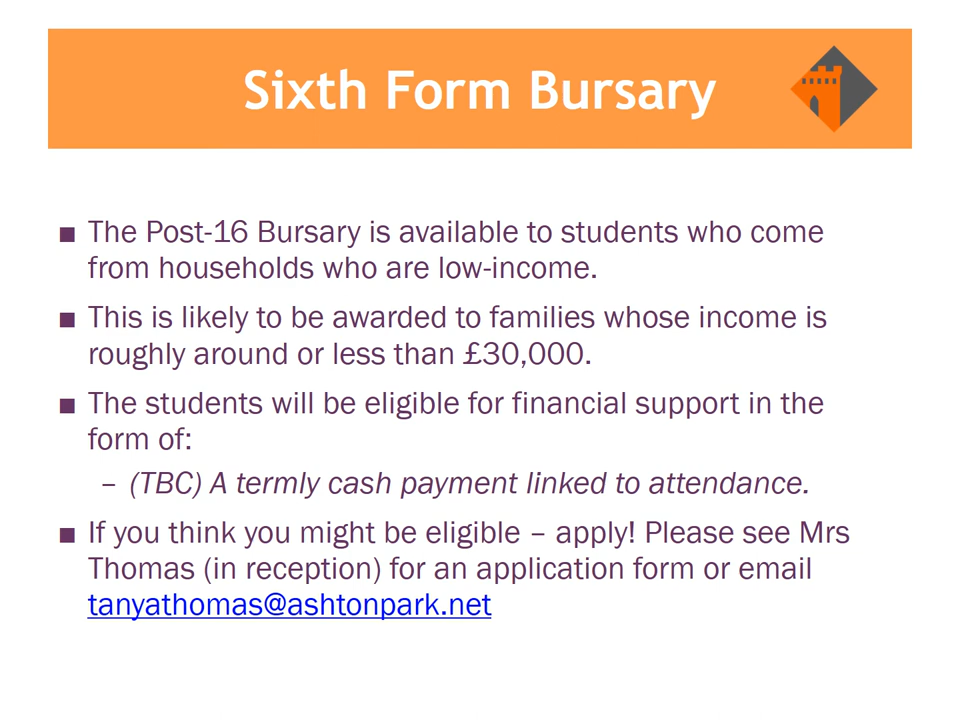 Sixth Form Bursary
■ The Post-16 Bursary is available to students who come
from households who are low-income.
■ This is likely to be awarded to families whose income is
roughly around or less than £30,000.
■ The students will be eligible for financial support in the
form of:
– (TBC) A termly cash payment linked to attendance.
■ If you think you might be eligible – apply! Please see Mrs
Thomas (in reception) for an application form or email
tanyathomas@ashtonpark.net